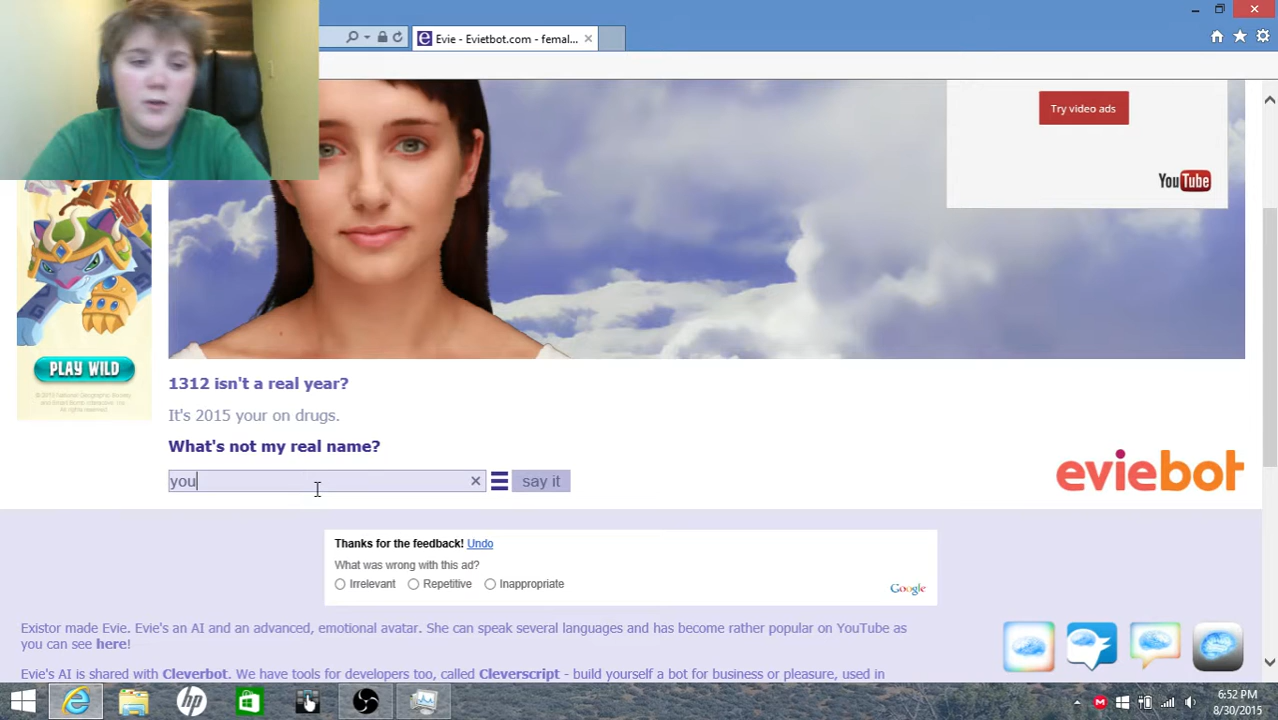 Evie - Evietbot.com - femal...
Try video ads
YouTube
PLAY WILD
1312 isn't a real year?
It's 2015 your on drugs.
What's not my real name?
you
say it
eviebot
Thanks for the feedback! Undo
What was wrong with this ad?
Irrelevant Repetitive Inappropriate
Google
Existor made Evie. Evie's an AI and an advanced, emotional avatar. She can speak several languages and has become rather popular on YouTube as
you can see here!
Evie's AI is shared with Cleverbot. We have tools for developers too, called Cleverscript - build yourself a bot for business or pleasure, used in
hp
6:52 PM
8/30/2015